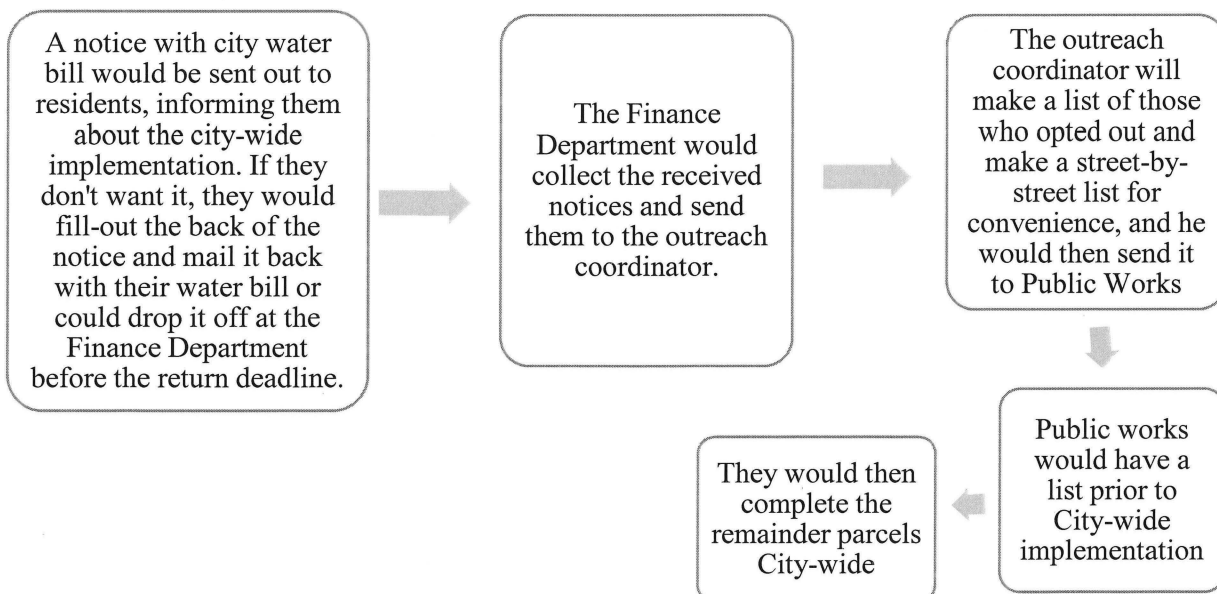 A notice with city water
bill would be sent out to
residents, informing them
about the city-wide
implementation. If they
don't want it, they would
fill-out the back of the
notice and mail it back
with their water bill or
could drop it off at the
Finance Department
before the return deadline.
The Finance
Department would
collect the received
notices and send
them to the outreach
coordinator.
The outreach
coordinator will
make a list of those
who opted out and
make a street-by-
street list for
convenience, and he
would then send it
to Public Works
Public works
would have a
list prior to
City-wide
implementation
They would then
complete the
remainder parcels
City-wide